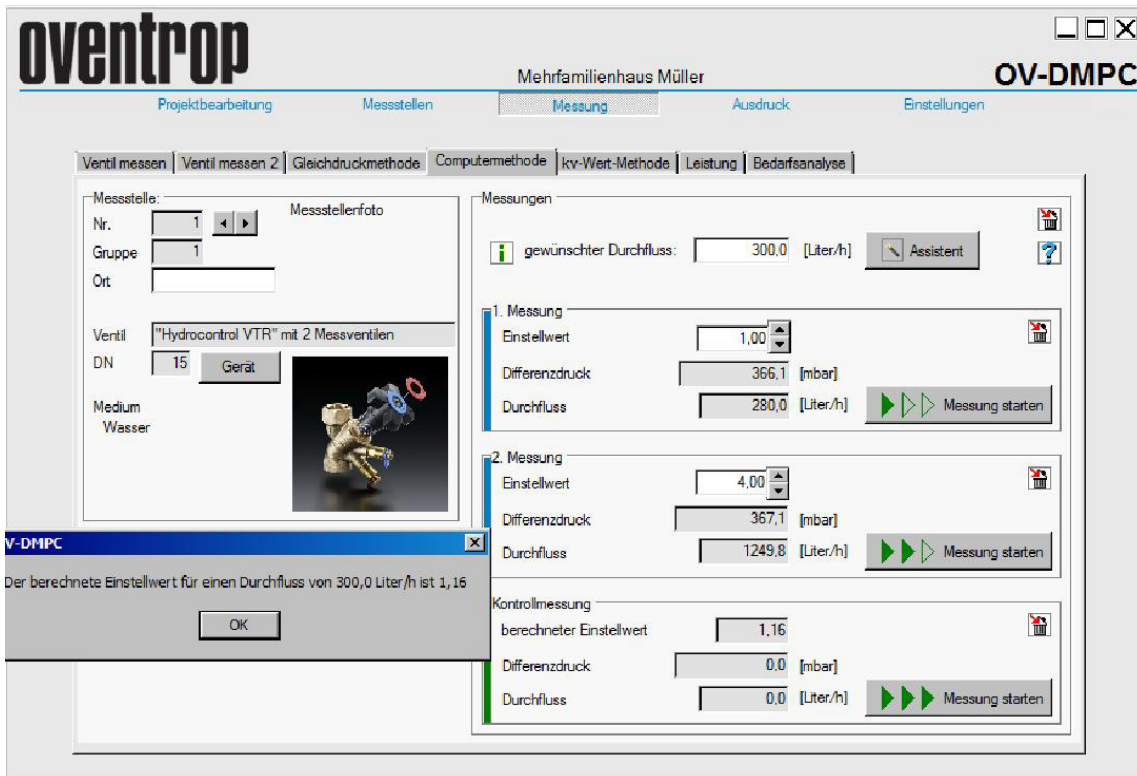 oventrop
Mehrfamilienhaus Müller
OV-DMPC
Projektbearbeitung Messstellen Messung Ausdruck Einstellungen
Ventil messen Ventil messen 2 Gleichdruckmethode Computermethode kv-Wert-Methode Leistung Bedarfsanalyse
Messstelle:
Nr. 1
Messstellenfoto
Gruppe 1
Ort
Ventil "Hydrocontrol VTR" mit 2 Messventilen
DN 15 Gerät
Medium
Wasser
Messungen
gewünschter Durchfluss: 300,0 [Liter/h] Assistent
1. Messung
Einstellwert 1,00
Differenzdruck 366,1 [mbar]
Durchfluss 280,0 [Liter/h] Messung starten
2. Messung
Einstellwert 4,00
Differenzdruck 367,1 [mbar]
Durchfluss 1249,8 [Liter/h] Messung starten
Kontrollmessung
berechneter Einstellwert 1,16
Differenzdruck 0,0 [mbar]
Durchfluss 0,0 [Liter/h] Messung starten
V-DMPC
Der berechnete Einstellwert für einen Durchfluss von 300,0 Liter/h ist 1,16
OK